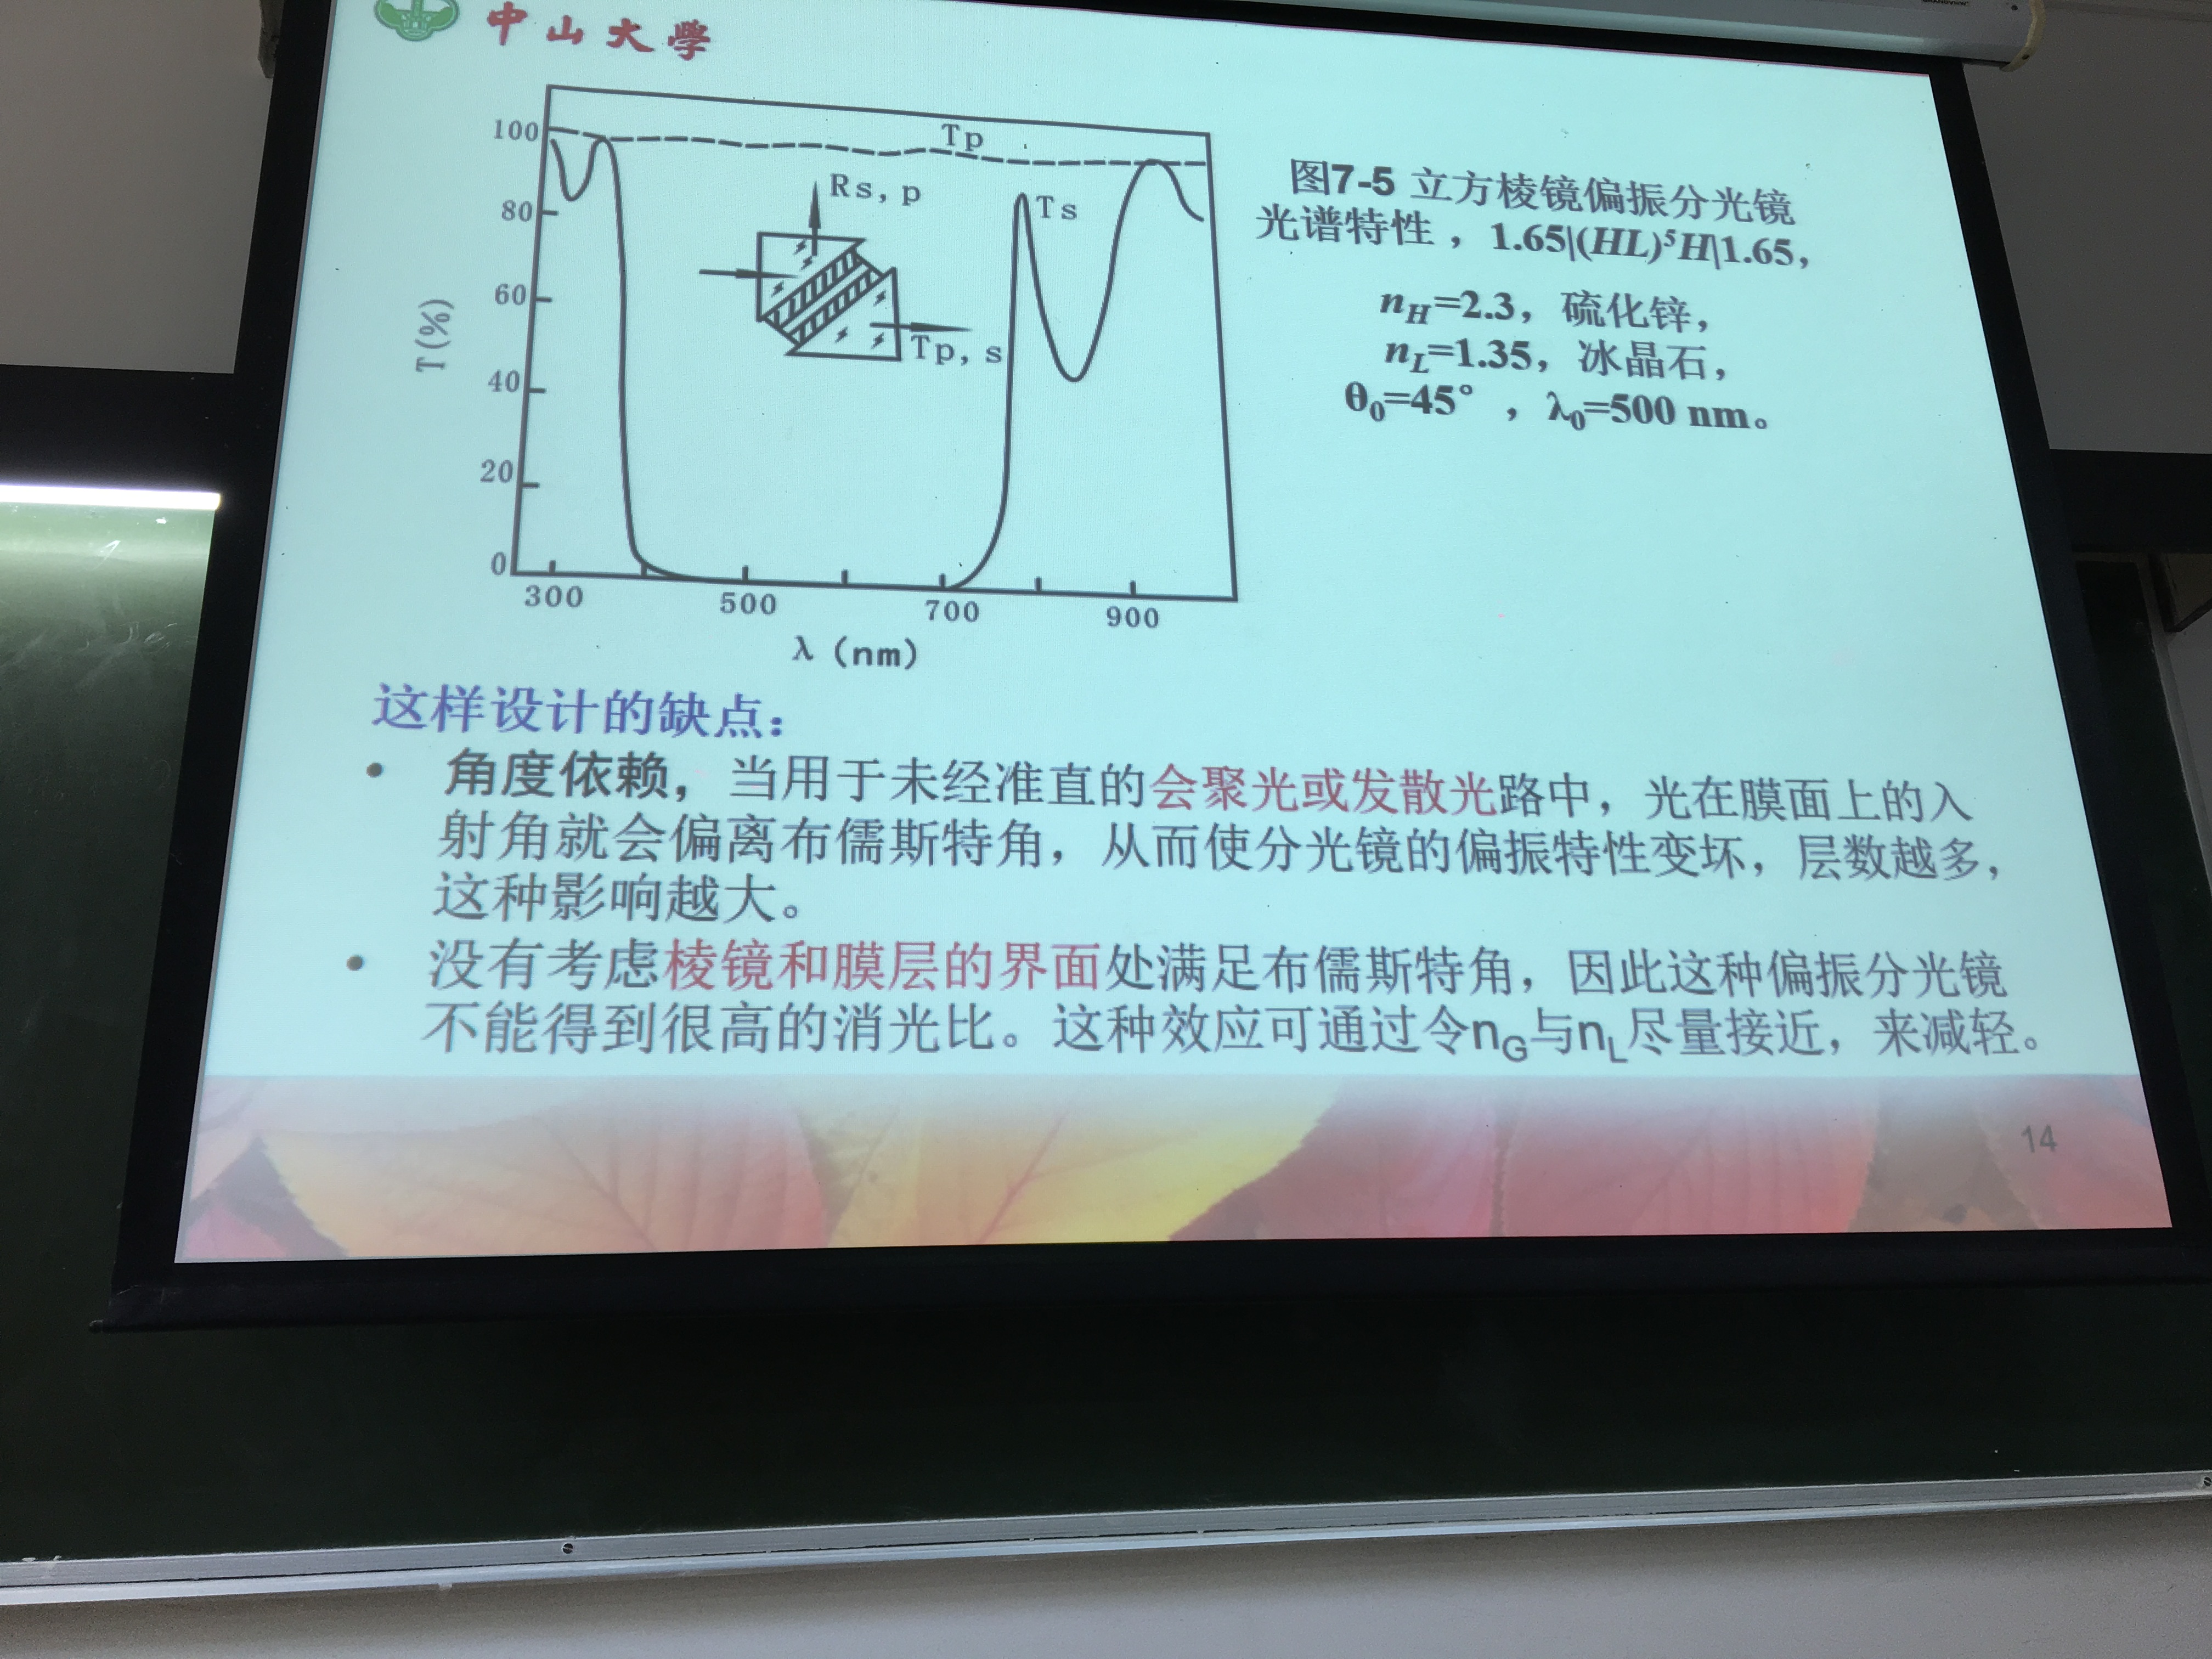 中山大學
100
80
60
40
20
0
T(%)
Tp
Rs, p
Ts
Tp, s
300 500 700 900
λ (nm)
图7-5 立方棱镜偏振分光镜
光谱特性，1.65|(HL)⁵H|1.65,
n_H=2.3, 硫化锌,
n_L=1.35, 冰晶石,
θ₀=45°, λ₀=500 nm。
这样设计的缺点:
• 角度依赖，当用于未经准直的会聚光或发散光路中，光在膜面上的入
射角就会偏离布儒斯特角，从而使分光镜的偏振特性变坏，层数越多，
这种影响越大。
• 没有考虑棱镜和膜层的界面处满足布儒斯特角，因此这种偏振分光镜
不能得到很高的消光比。这种效应可通过令n_G与n_L尽量接近，来减轻。
14